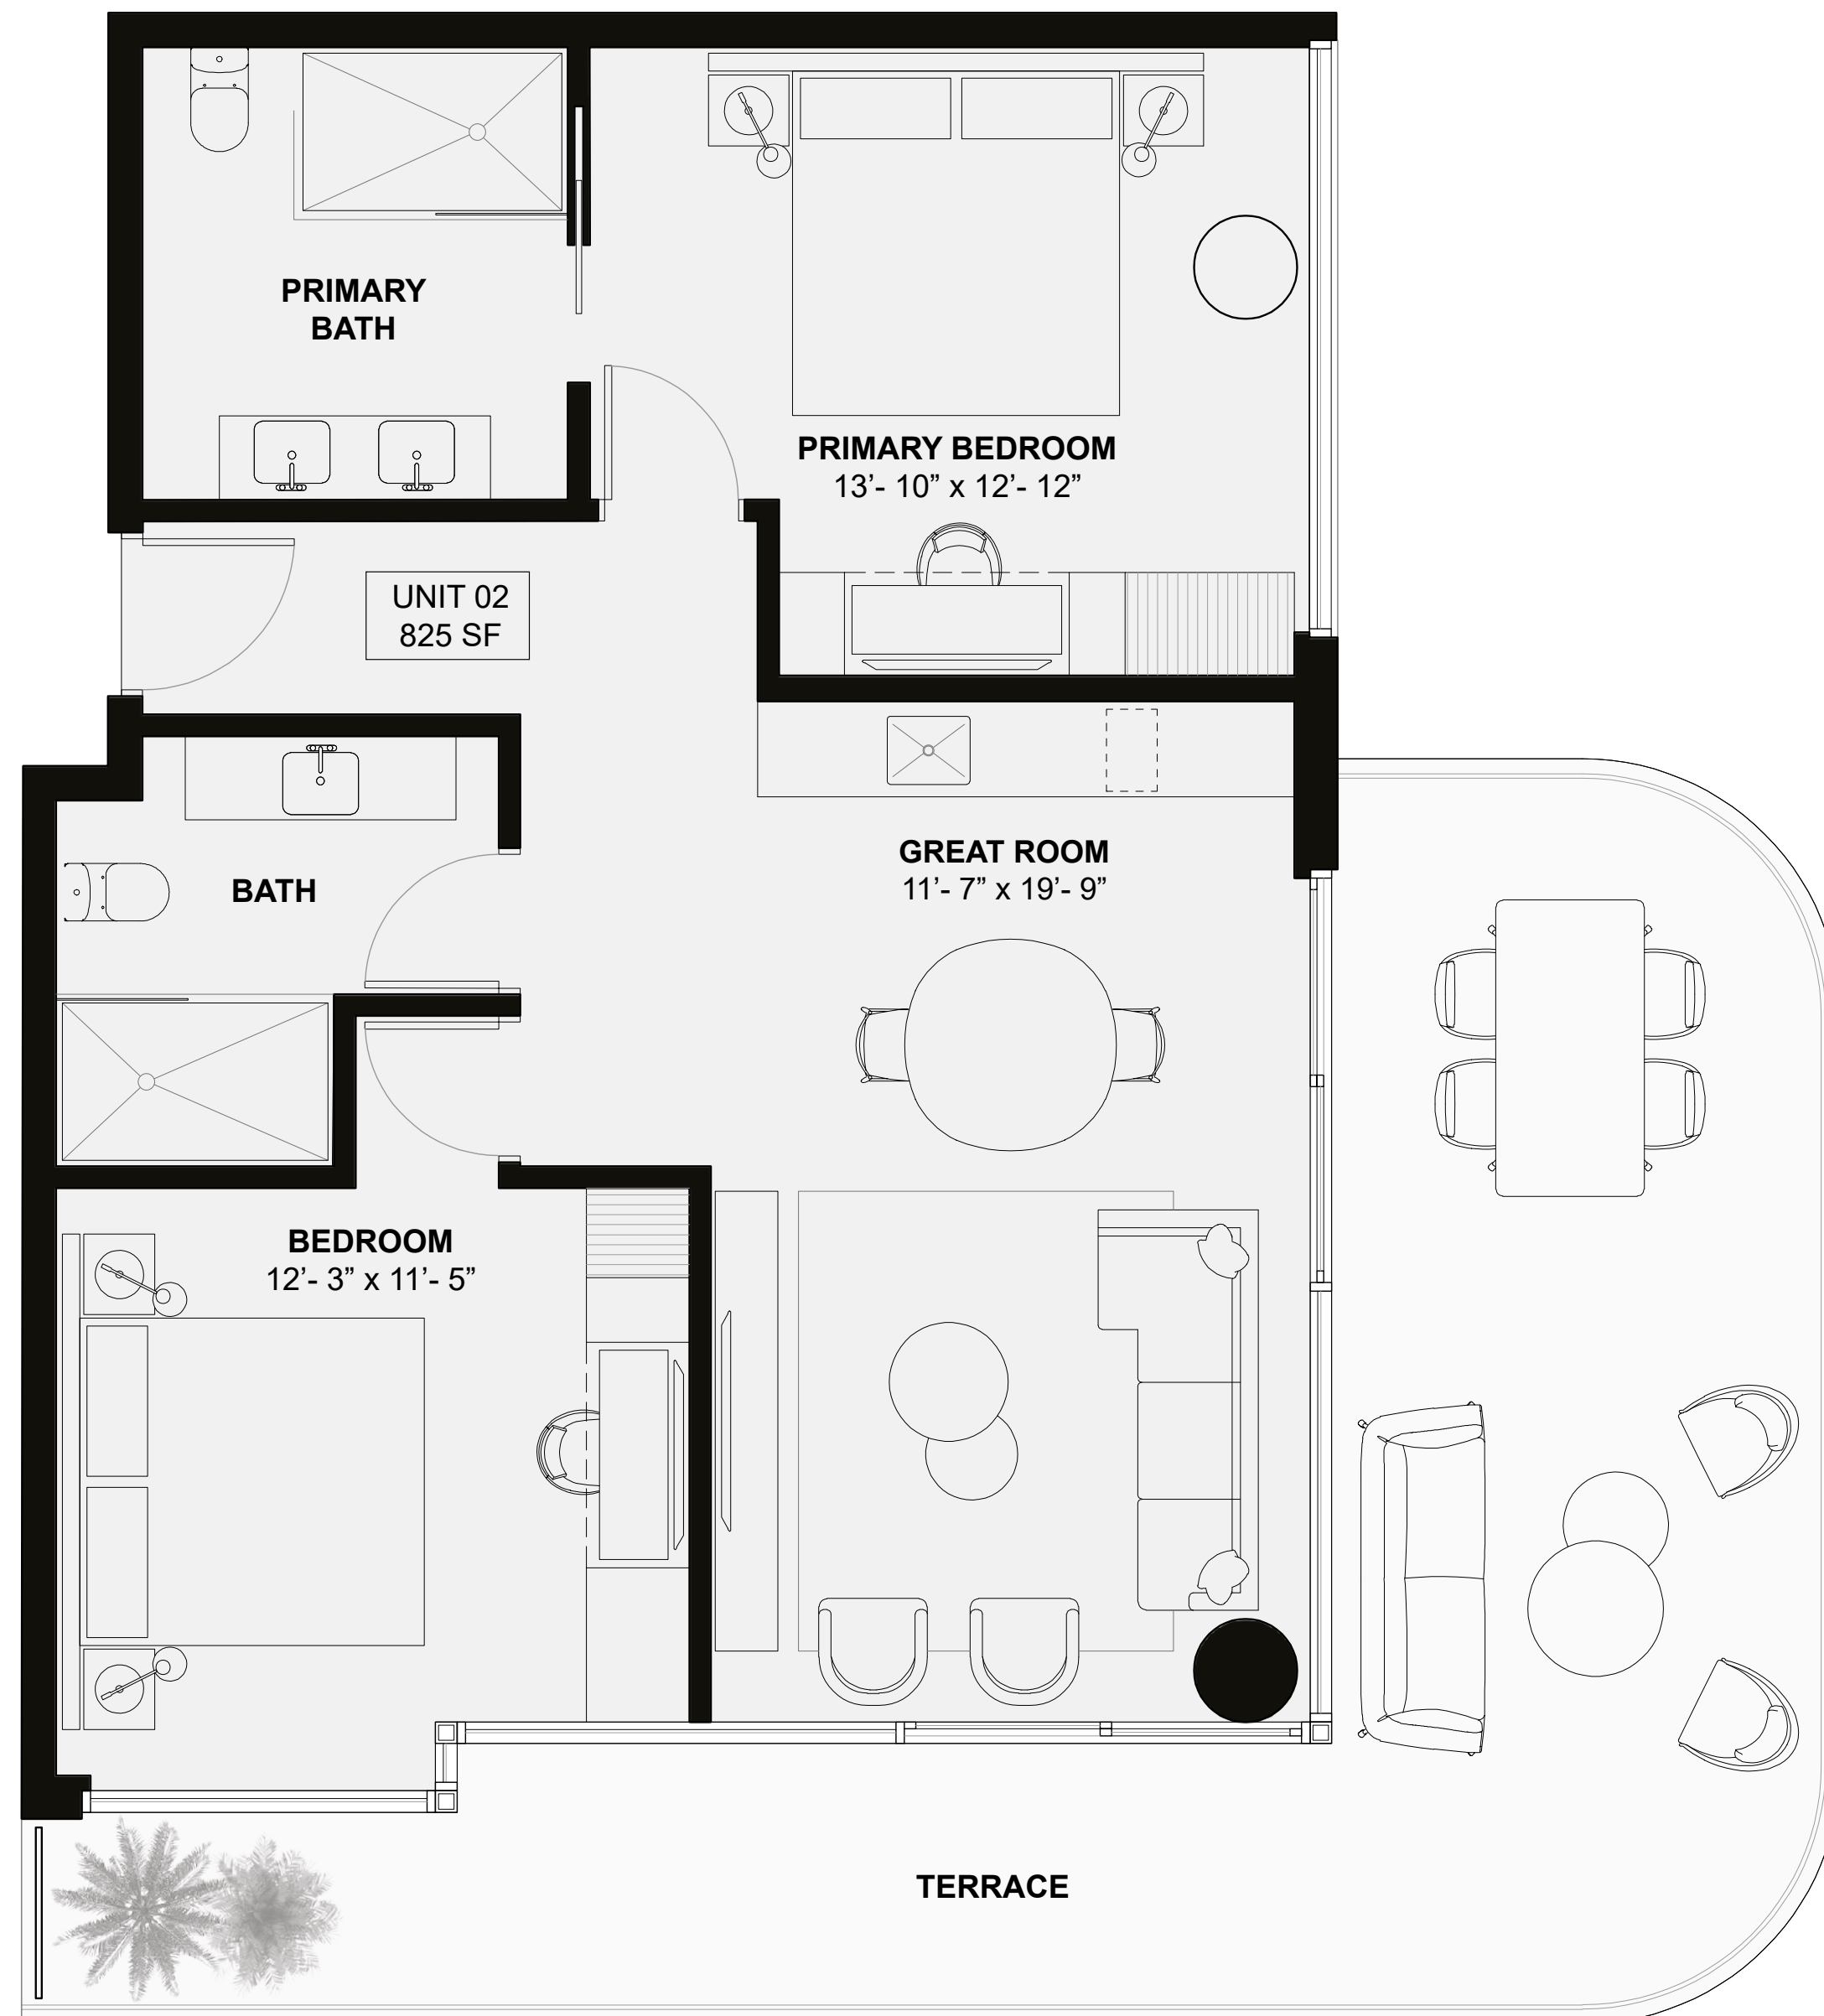 PRIMARY
BATH
PRIMARY BEDROOM
13’- 10” x 12’- 12”
UNIT 02
825 SF
GREAT ROOM
11’- 7” x 19’- 9”
BATH
BEDROOM
12’- 3” x 11’- 5”
TERRACE